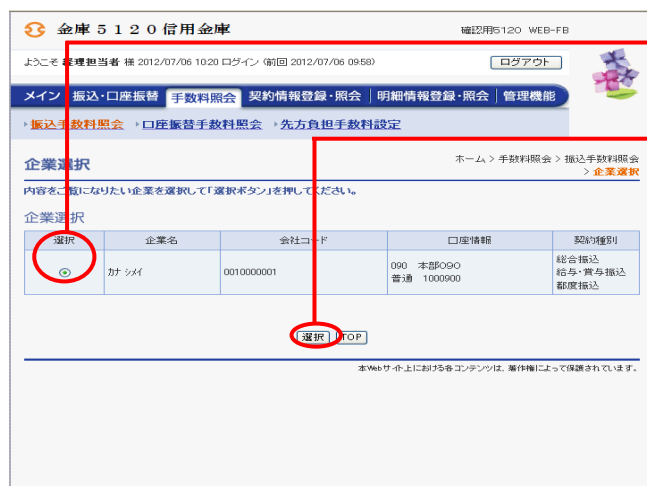 金庫５１２０信用金庫
確認用5120 WEB-FB
ようこそ 経理担当者 様 2012/07/06 10:20 ログイン (前回 2012/07/06 09:58)
ログアウト
メイン 振込・口座振替 手数料照会 契約情報登録・照会 明細情報登録・照会 管理機能
振込手数料照会 口座振替手数料照会 先方負担手数料設定
企業選択
ホーム > 手数料照会 > 振込手数料照会
> 企業選択
内容をご覧になりたい企業を選択して「選択ボタン」を押してください。
企業選択
選択 企業名 会社コード 口座情報 契約種別
カナ シメイ 0010000001 090 本部090 総合振込
普通 1000900 給与・賞与振込
都度振込
選択 TOP
本Webサイト上における各コンテンツは、著作権によって保護されています。